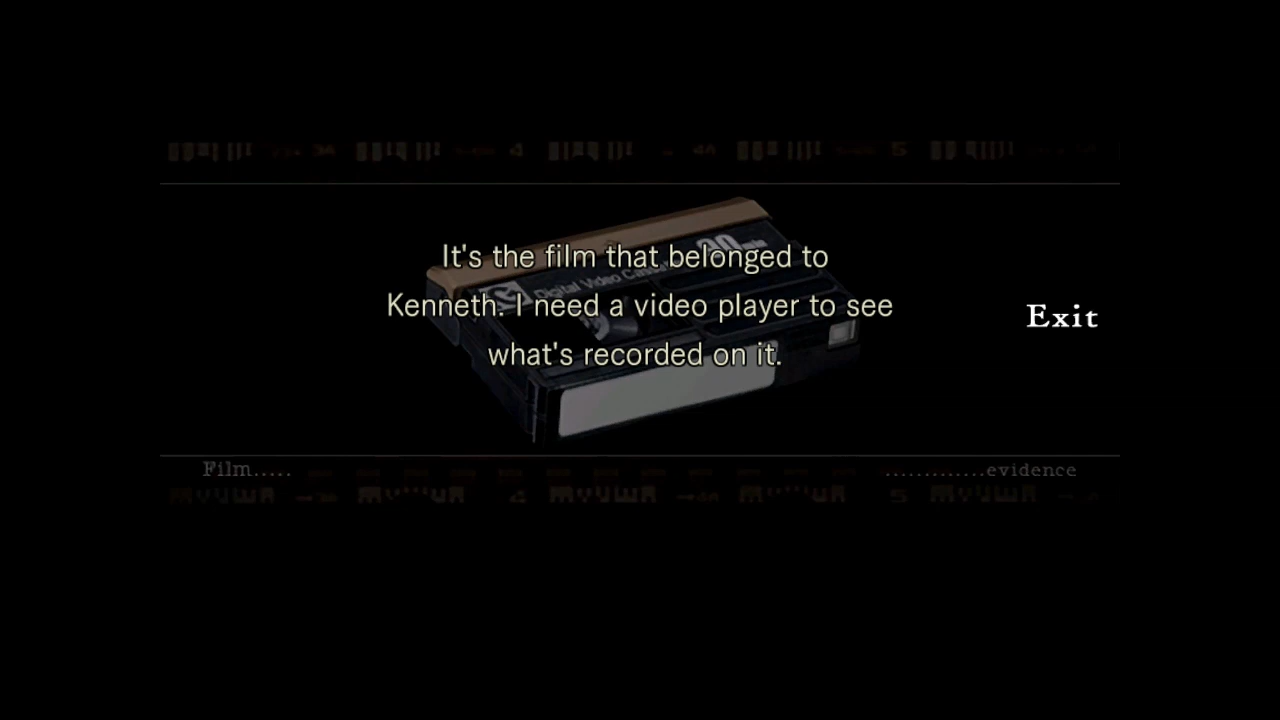 It's the film that belonged to
Kenneth. I need a video player to see
what's recorded on it.
Exit
Film.....
.............evidence